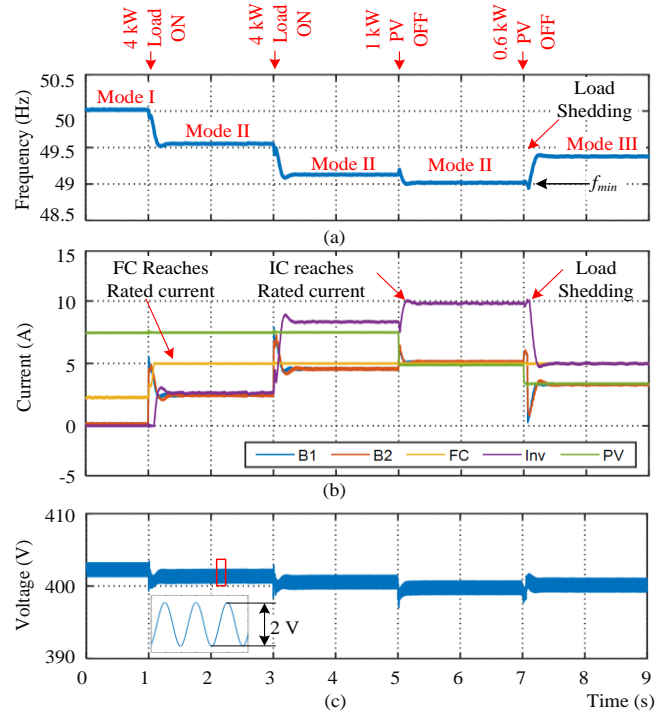 4 kW
Load
ON
4 kW
Load
ON
1 kW
PV
OFF
0.6 kW
PV
OFF
50.5
50
49.5
49
48.5
Frequency (Hz)
Mode I
Mode II
Mode II
Mode II
Load
Shedding
Mode III
f_min
(a)
15
10
5
0
-5
Current (A)
FC Reaches
Rated current
IC reaches
Rated current
Load
Shedding
B1 B2 FC Inv PV
(b)
410
400
390
Voltage (V)
2 V
0 1 2 3 4 5 6 7 8 9
(c)
Time (s)